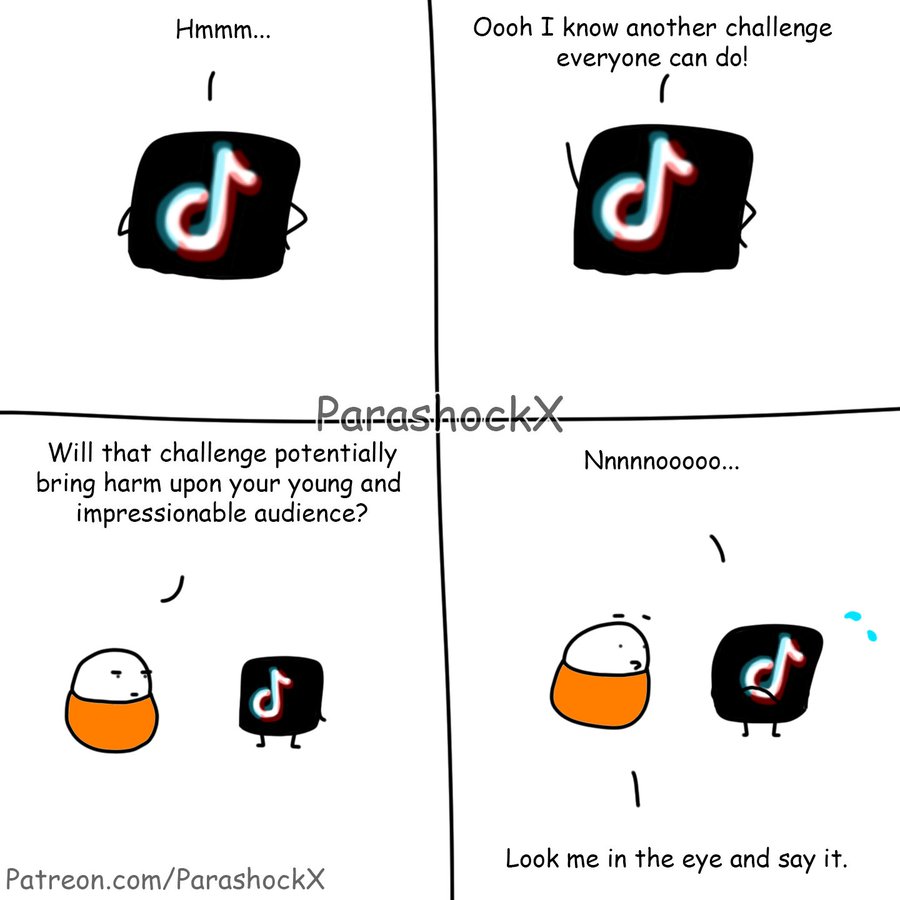 Hmmm...
Oooh I know another challenge
everyone can do!
ParashockX
Will that challenge potentially
bring harm upon your young and
impressionable audience?
Nnnnnooooo...
Look me in the eye and say it.
Patreon.com/ParashockX